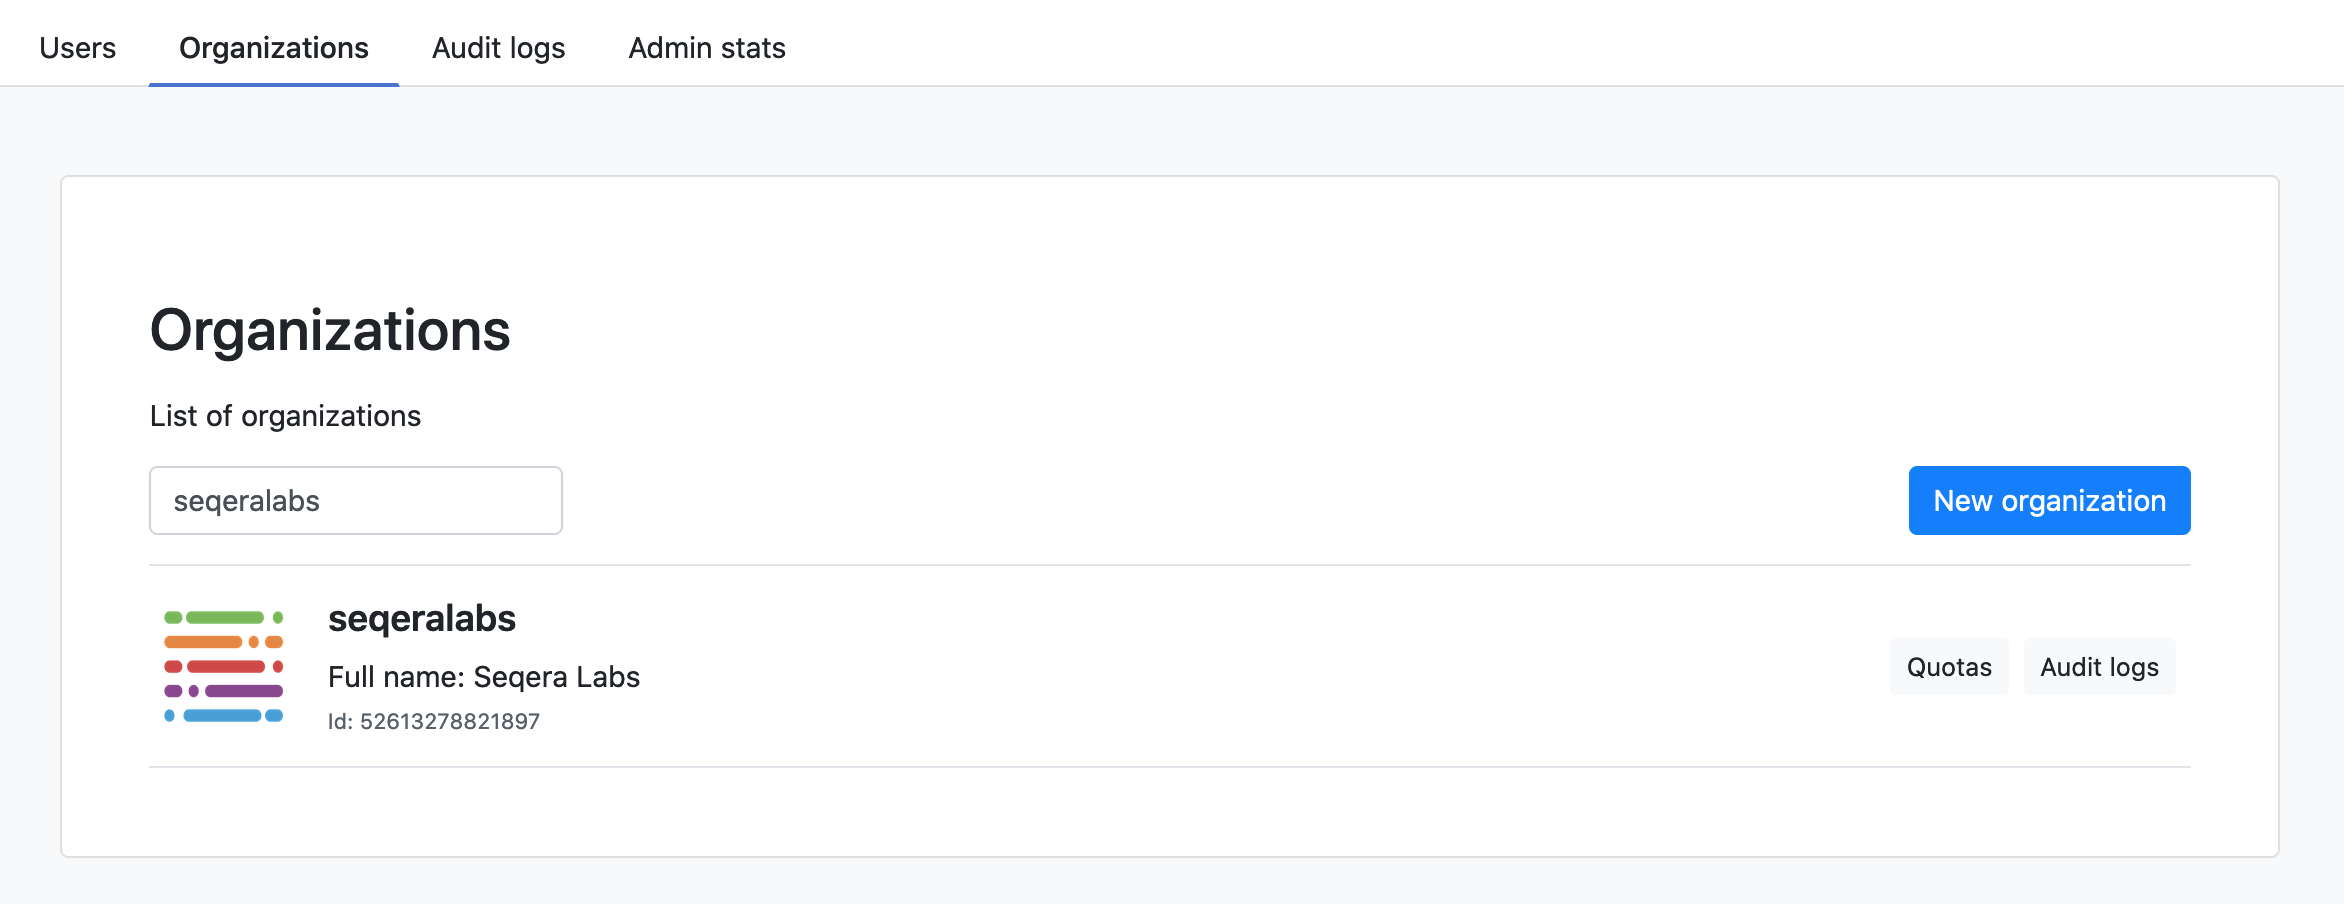 Users Organizations Audit logs Admin stats
Organizations
List of organizations
seqeralabs
New organization
seqeralabs
Full name: Seqera Labs
Id: 52613278821897
Quotas Audit logs